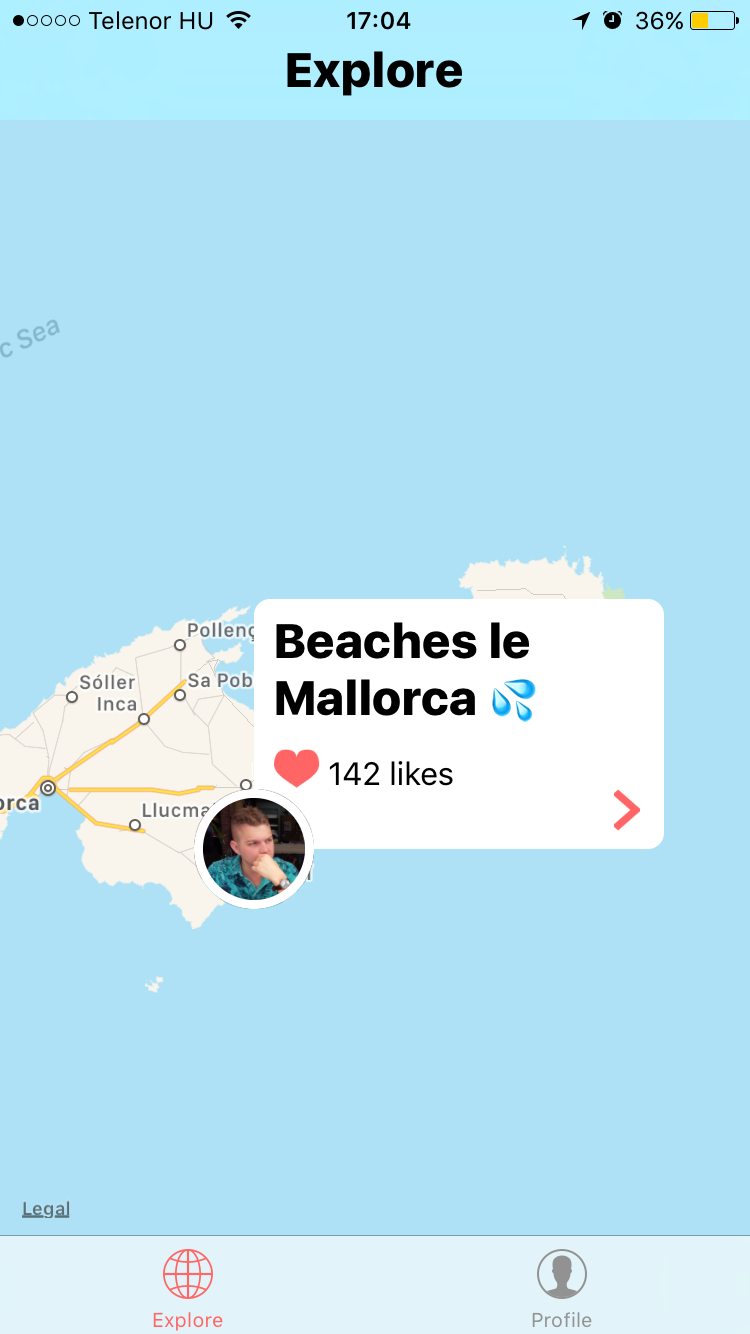 Telenor HU 17:04 36%
Explore
c Sea
Pollenç
Sóller
Sa Pob
Inca
orca
Llucma
Beaches le
Mallorca 💦
142 likes
Legal
Explore Profile